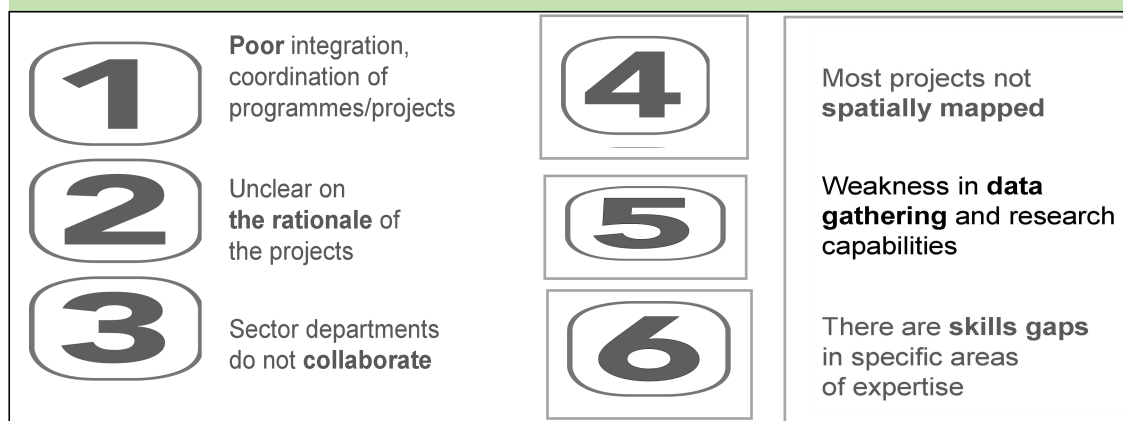 1
Poor integration,
coordination of
programmes/projects
2
Unclear on
the rationale of
the projects
3
Sector departments
do not collaborate
4
Most projects not
spatially mapped
5
Weakness in data
gathering and research
capabilities
6
There are skills gaps
in specific areas
of expertise